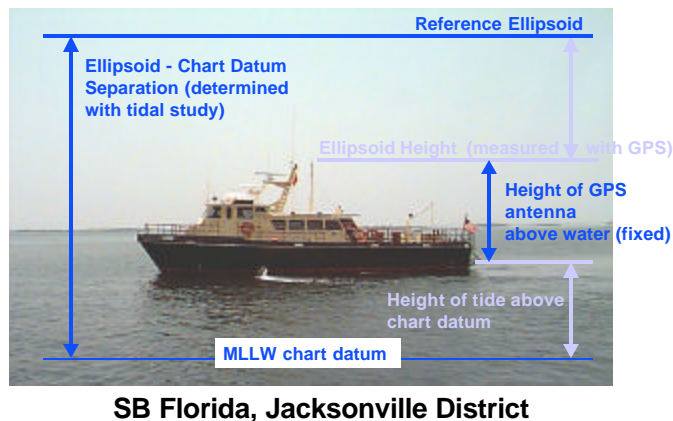 Reference Ellipsoid
Ellipsoid - Chart Datum
Separation (determined
with tidal study)
Ellipsoid Height (measured with GPS)
Height of GPS
antenna
above water (fixed)
Height of tide above
chart datum
MLLW chart datum
SB Florida, Jacksonville District